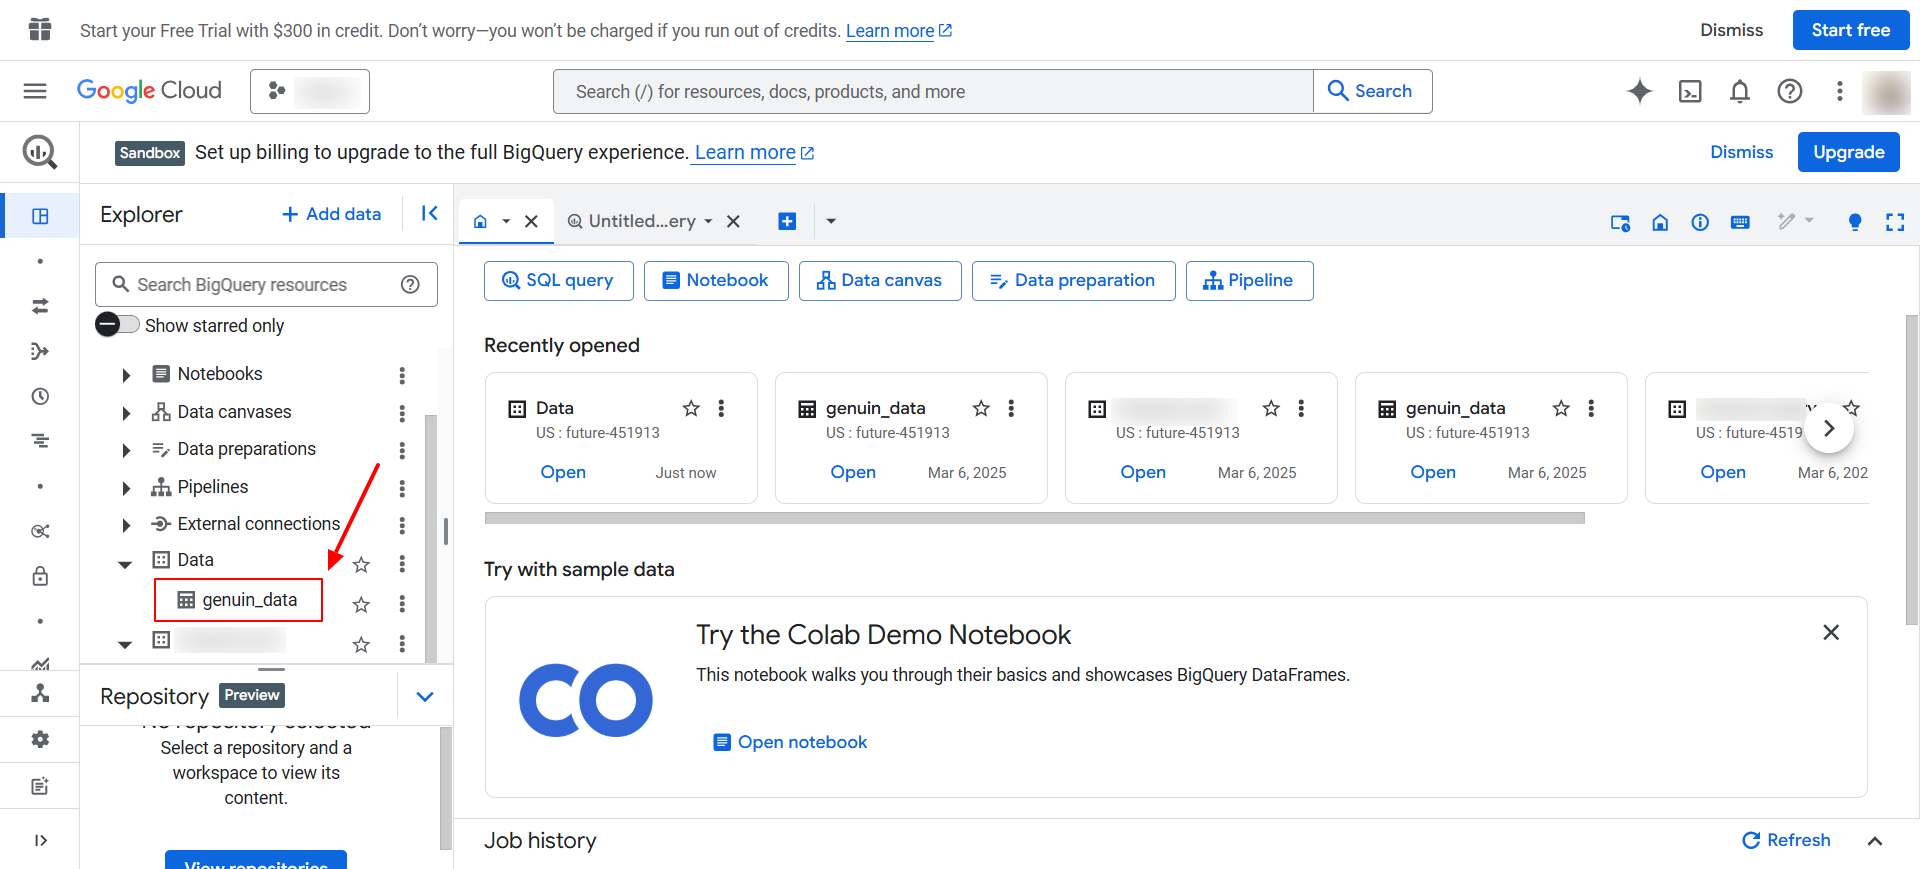 Start your Free Trial with $300 in credit. Don’t worry—you won’t be charged if you run out of credits. Learn more
Dismiss
Start free
Google Cloud
Search (/) for resources, docs, products, and more
Search
Sandbox Set up billing to upgrade to the full BigQuery experience. Learn more
Dismiss
Upgrade
Explorer
+ Add data
Untitled...ery
Search BigQuery resources
Show starred only
SQL query
Notebook
Data canvas
Data preparation
Pipeline
Notebooks
Data canvases
Data preparations
Pipelines
External connections
Data
genuin_data
Recently opened
Data
US : future-451913
Open Just now
genuin_data
US : future-451913
Open Mar 6, 2025
US : future-451913
Open Mar 6, 2025
genuin_data
US : future-451913
Open Mar 6, 2025
US : future-4519
Open Mar 6, 202
Try with sample data
Try the Colab Demo Notebook
This notebook walks you through their basics and showcases BigQuery DataFrames.
Open notebook
Repository Preview
No repository selected
Select a repository and a
workspace to view its
content.
View repositories
Job history
Refresh